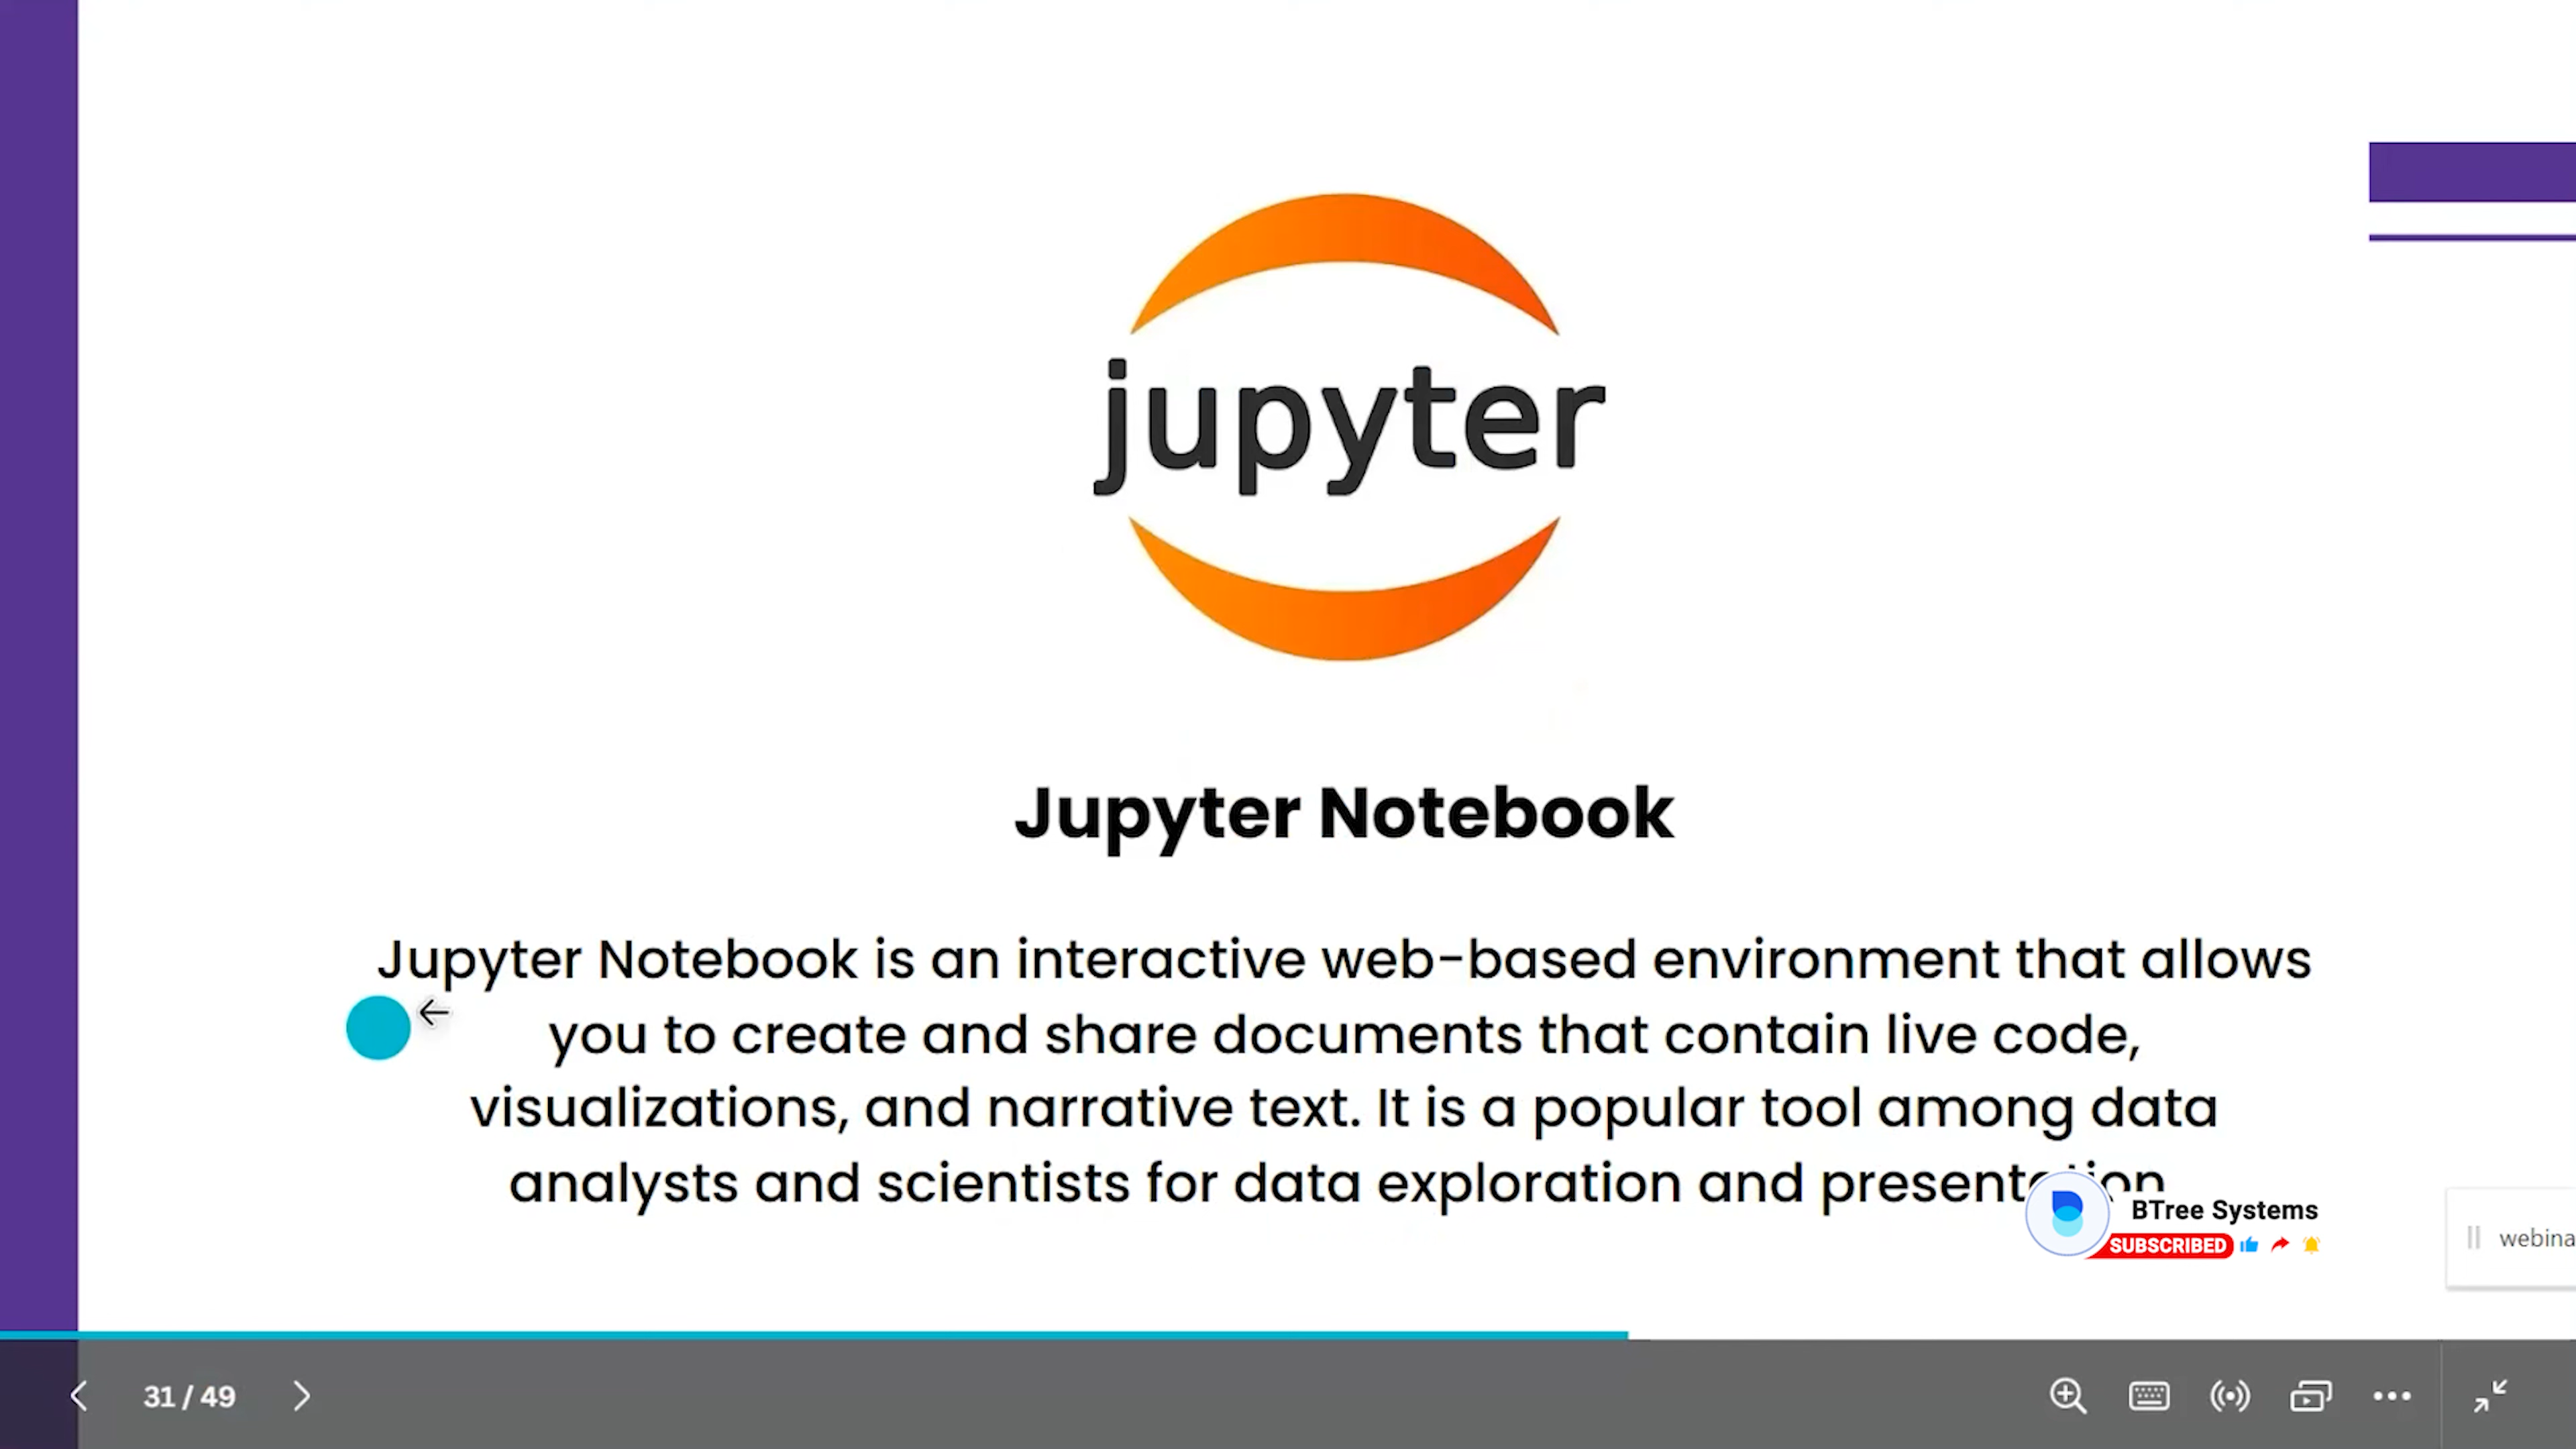 jupyter
Jupyter Notebook
Jupyter Notebook is an interactive web-based environment that allows
you to create and share documents that contain live code,
visualizations, and narrative text. It is a popular tool among data
analysts and scientists for data exploration and presentation
BTree Systems
SUBSCRIBED
webina
31 / 49